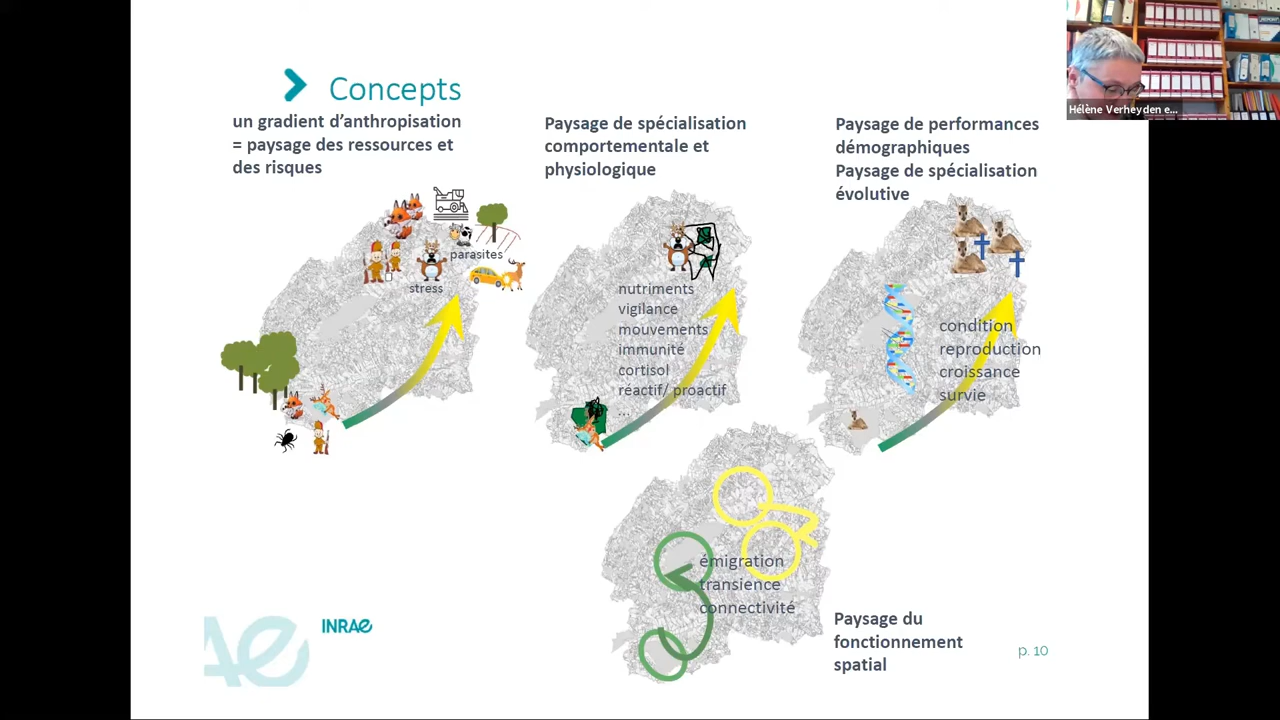 Concepts
un gradient d'anthropisation
= paysage des ressources et
des risques
parasites
stress
Paysage de spécialisation
comportementale et
physiologique
nutriments
vigilance
mouvements
immunité
cortisol
réactif/ proactif
...
Paysage de performances
démographiques
Paysage de spécialisation
évolutive
condition
reproduction
croissance
survie
émigration
transience
connectivité
Paysage du
fonctionnement
spatial
INRAE
p. 10
Hélène Verheyden e...